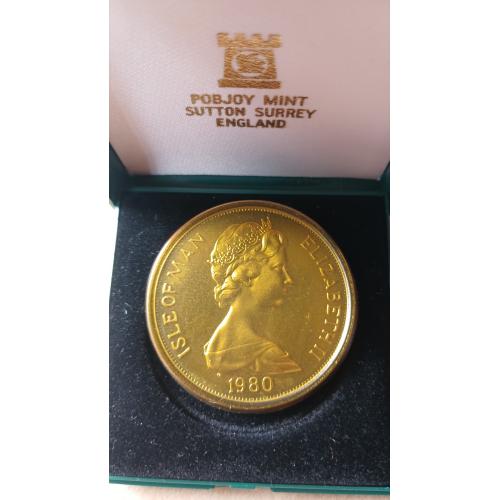 POBJOY MINT
SUTTON SURREY
ENGLAND
ISLE OF MAN
ELIZABETH II
1980